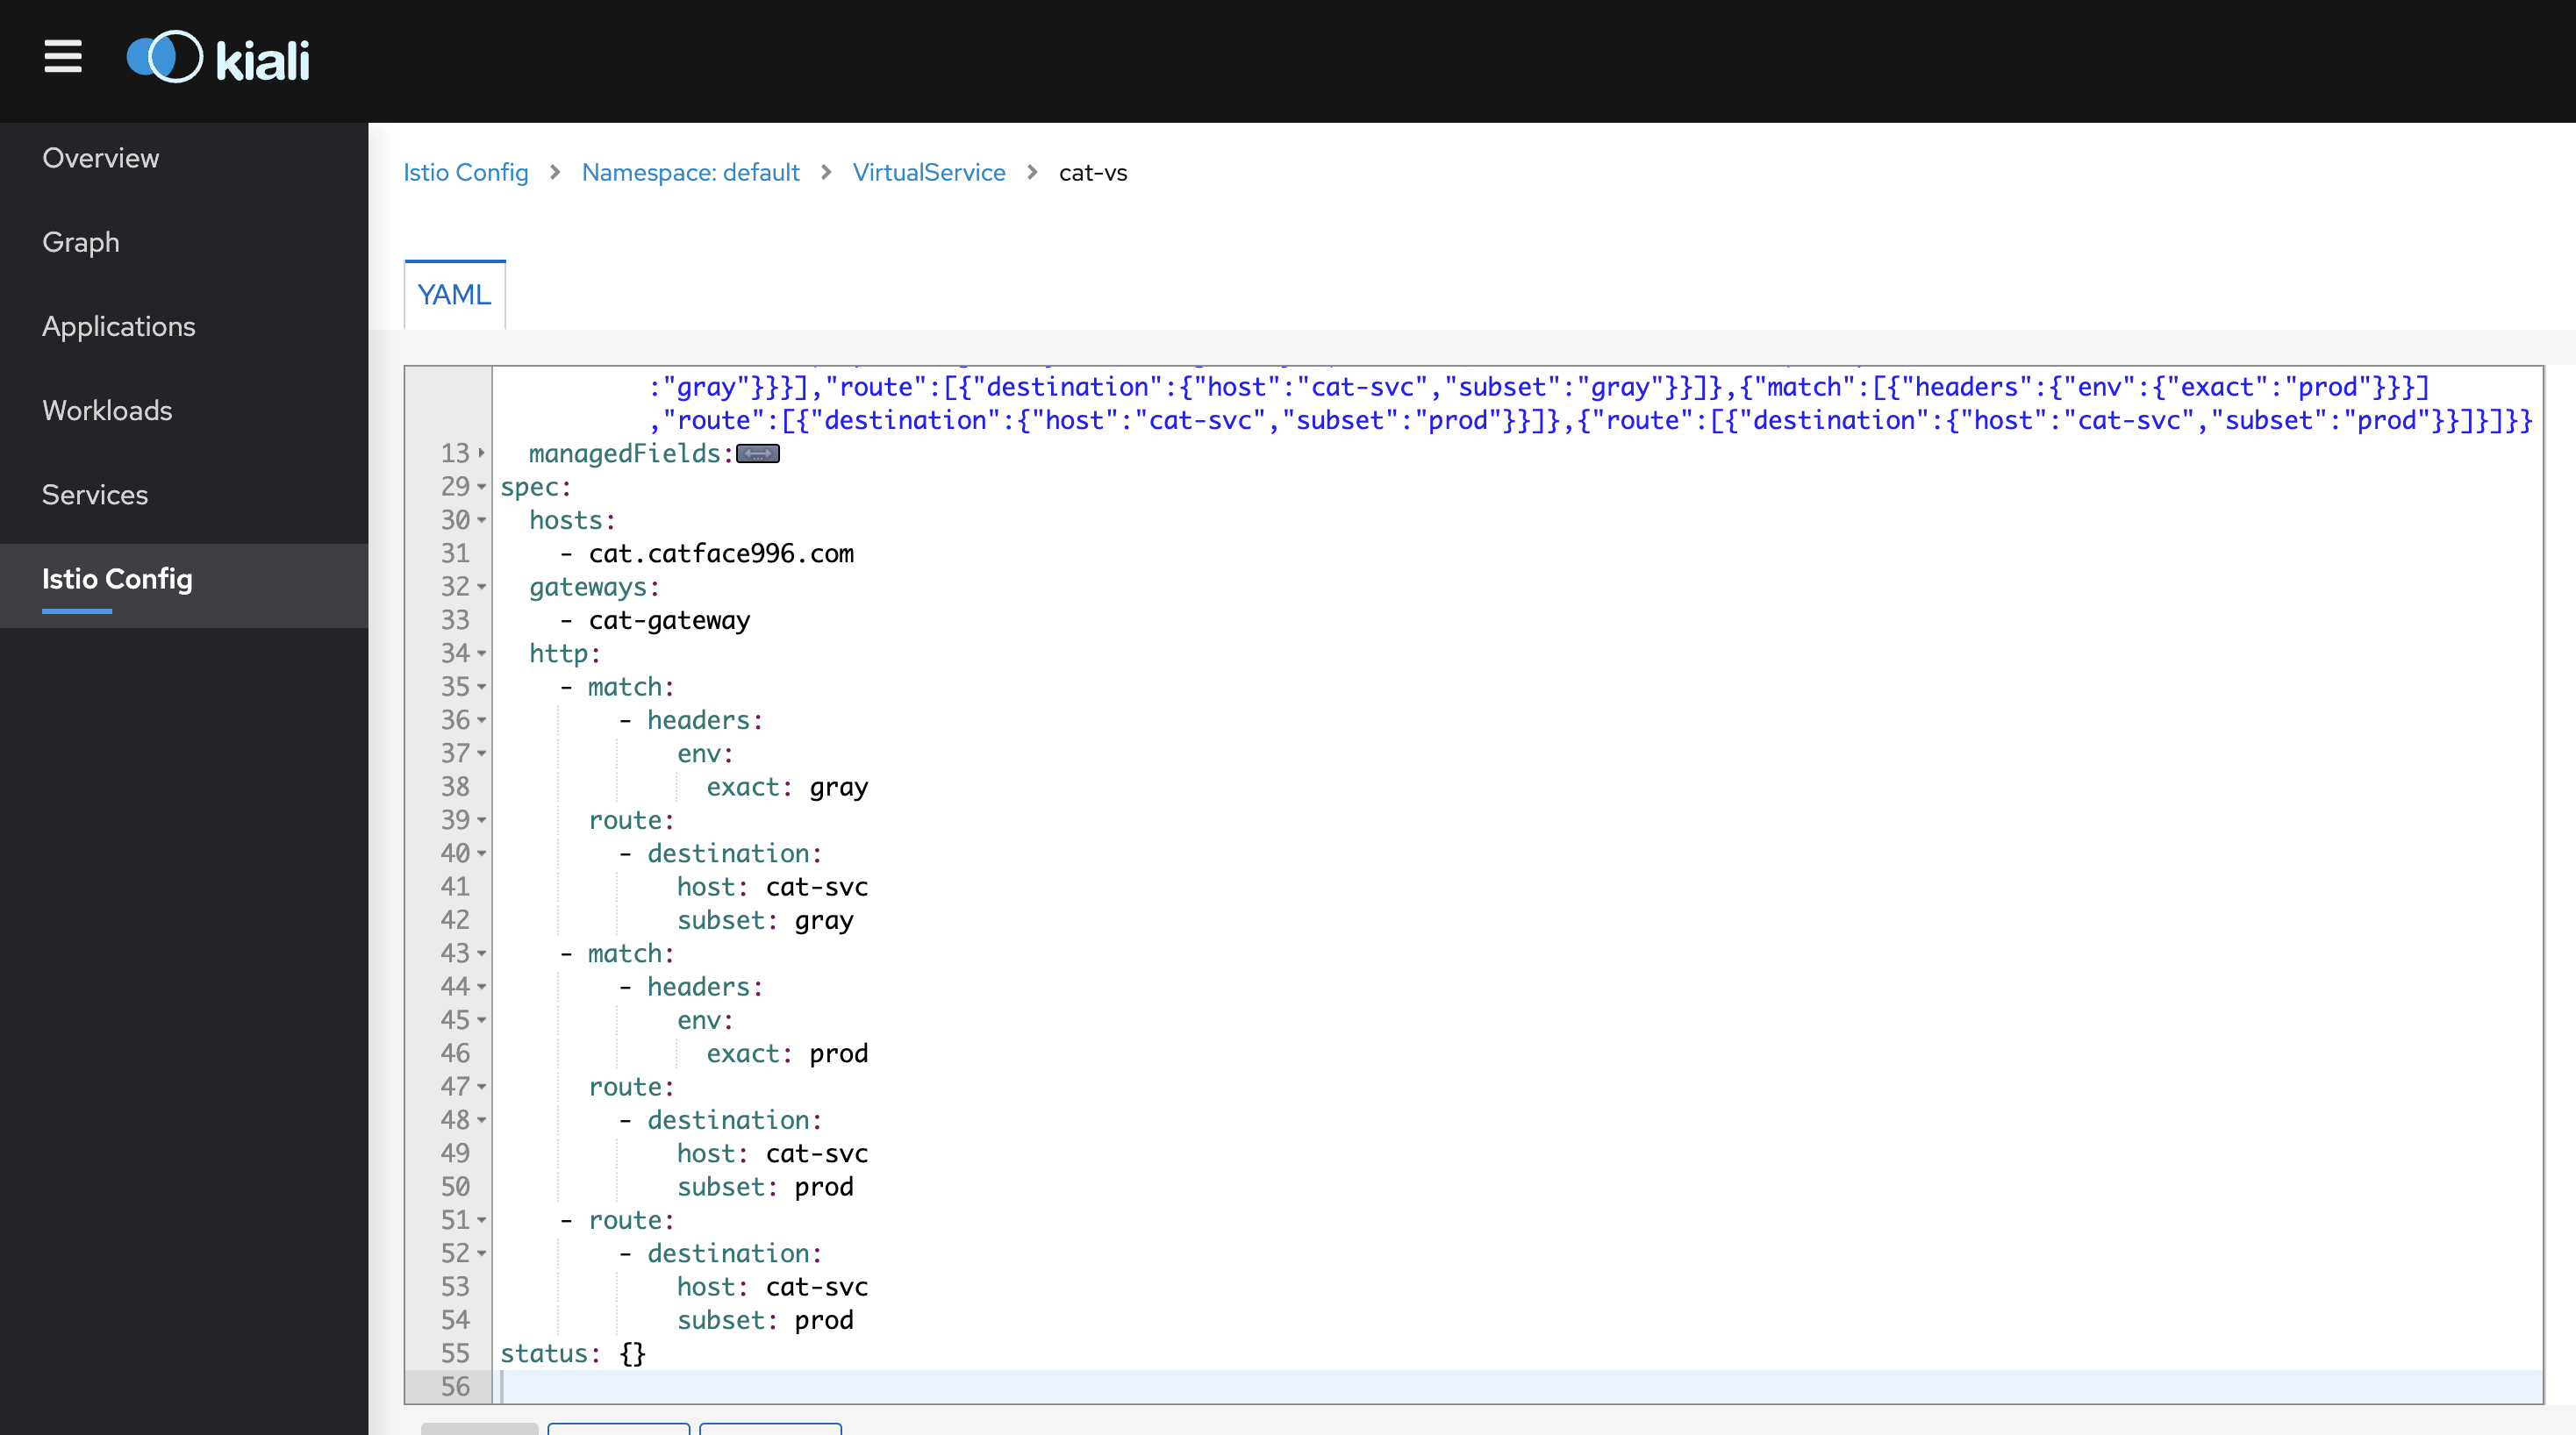 kiali
Overview
Graph
Applications
Workloads
Services
Istio Config
Istio Config > Namespace: default > VirtualService > cat-vs
YAML
:"gray"}}}],"route":[{"destination":{"host":"cat-svc","subset":"gray"}}]},{"match":[{"headers":{"env":{"exact":"prod"}}}]
,"route":[{"destination":{"host":"cat-svc","subset":"prod"}}]},{"route":[{"destination":{"host":"cat-svc","subset":"prod"}}]}]}}
13 managedFields:
29 spec:
30 hosts:
31 - cat.catface996.com
32 gateways:
33 - cat-gateway
34 http:
35 - match:
36 - headers:
37 env:
38 exact: gray
39 route:
40 - destination:
41 host: cat-svc
42 subset: gray
43 - match:
44 - headers:
45 env:
46 exact: prod
47 route:
48 - destination:
49 host: cat-svc
50 subset: prod
51 - route:
52 - destination:
53 host: cat-svc
54 subset: prod
55 status: {}
56